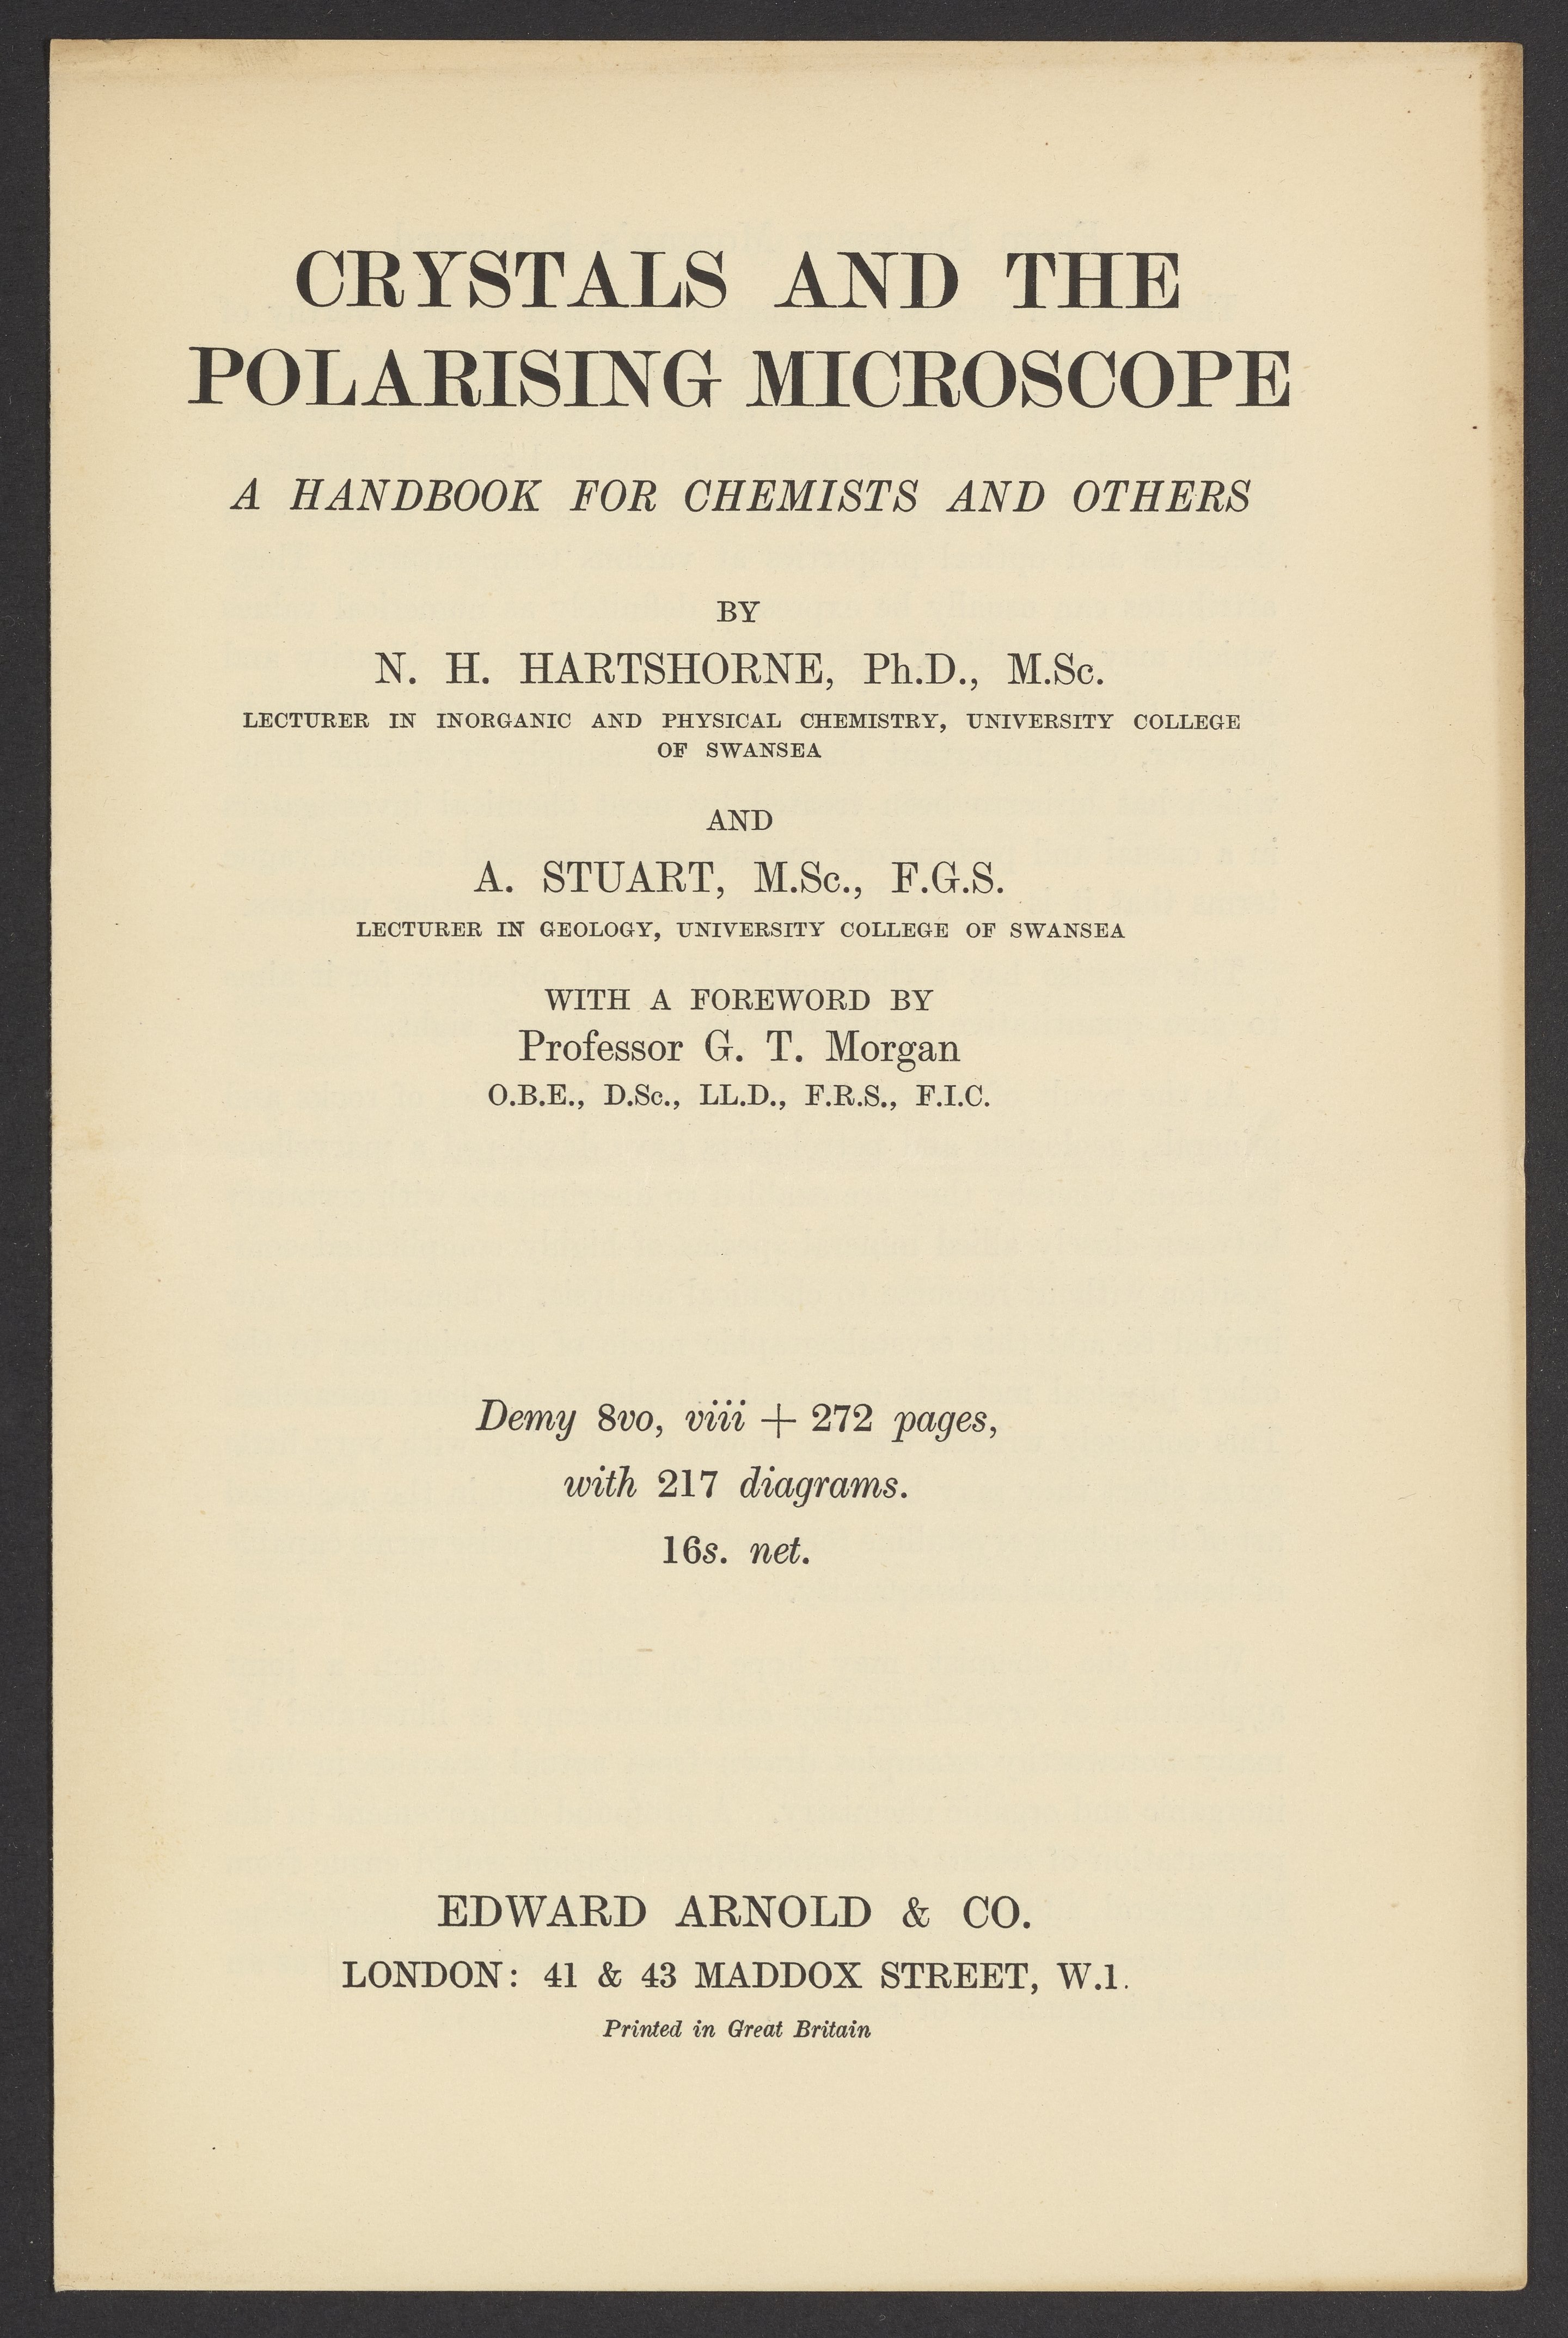 CRYSTALS AND THE
POLARISING MICROSCOPE
A HANDBOOK FOR CHEMISTS AND OTHERS
BY
N. H. HARTSHORNE, Ph.D., M.Sc.
LECTURER IN INORGANIC AND PHYSICAL CHEMISTRY, UNIVERSITY COLLEGE
OF SWANSEA
AND
A. STUART, M.Sc., F.G.S.
LECTURER IN GEOLOGY, UNIVERSITY COLLEGE OF SWANSEA
WITH A FOREWORD BY
Professor G. T. Morgan
O.B.E., D.Sc., LL.D., F.R.S., F.I.C.
Demy 8vo, viii + 272 pages,
with 217 diagrams.
16s. net.
EDWARD ARNOLD & CO.
LONDON: 41 & 43 MADDOX STREET, W.1.
Printed in Great Britain